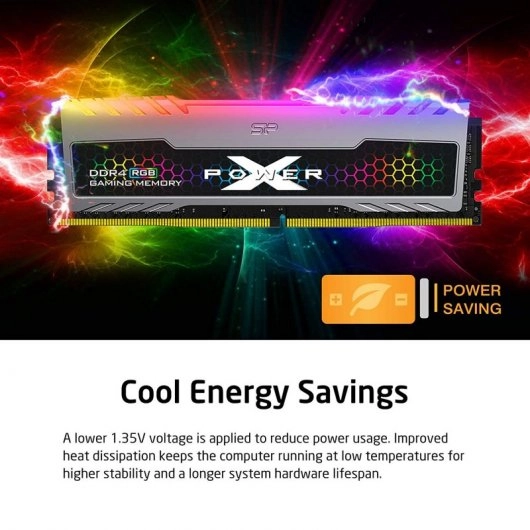 SP
DDR4 RGB
GAMING MEMORY
XPOWER
POWER
SAVING
Cool Energy Savings
A lower 1.35V voltage is applied to reduce power usage. Improved
heat dissipation keeps the computer running at low temperatures for
higher stability and a longer system hardware lifespan.